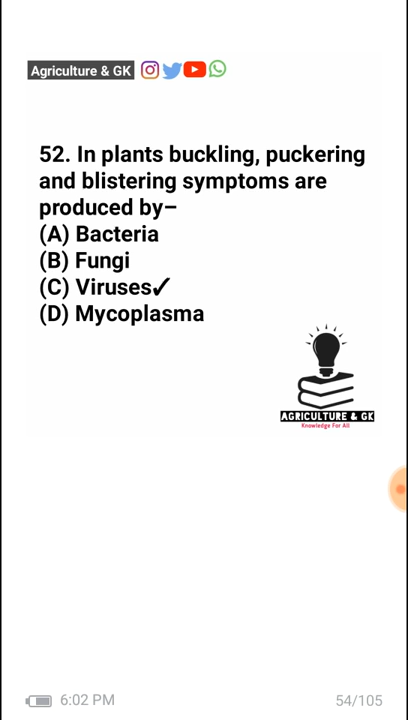 Agriculture & GK
52. In plants buckling, puckering
and blistering symptoms are
produced by–
(A) Bacteria
(B) Fungi
(C) Viruses✓
(D) Mycoplasma
AGRICULTURE & GK
Knowledge For All
6:02 PM
54/105